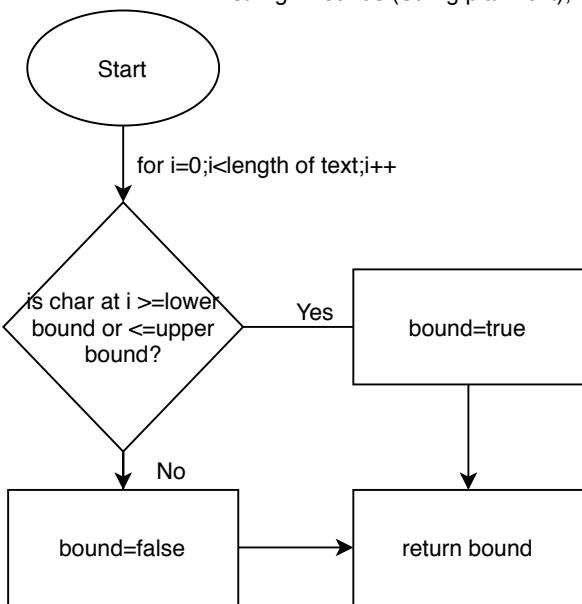 Start
for i=0;i<length of text;i++
is char at i >=lower
bound or <=upper
bound?
Yes
bound=true
No
bound=false
return bound